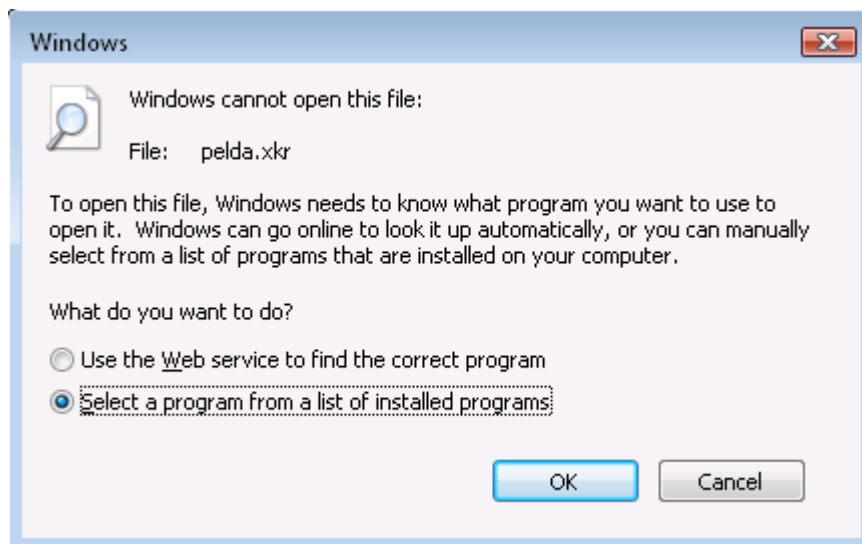 Windows
Windows cannot open this file:
File: pelda.xkr
To open this file, Windows needs to know what program you want to use to
open it. Windows can go online to look it up automatically, or you can manually
select from a list of programs that are installed on your computer.
What do you want to do?
Use the Web service to find the correct program
Select a program from a list of installed programs
OK Cancel